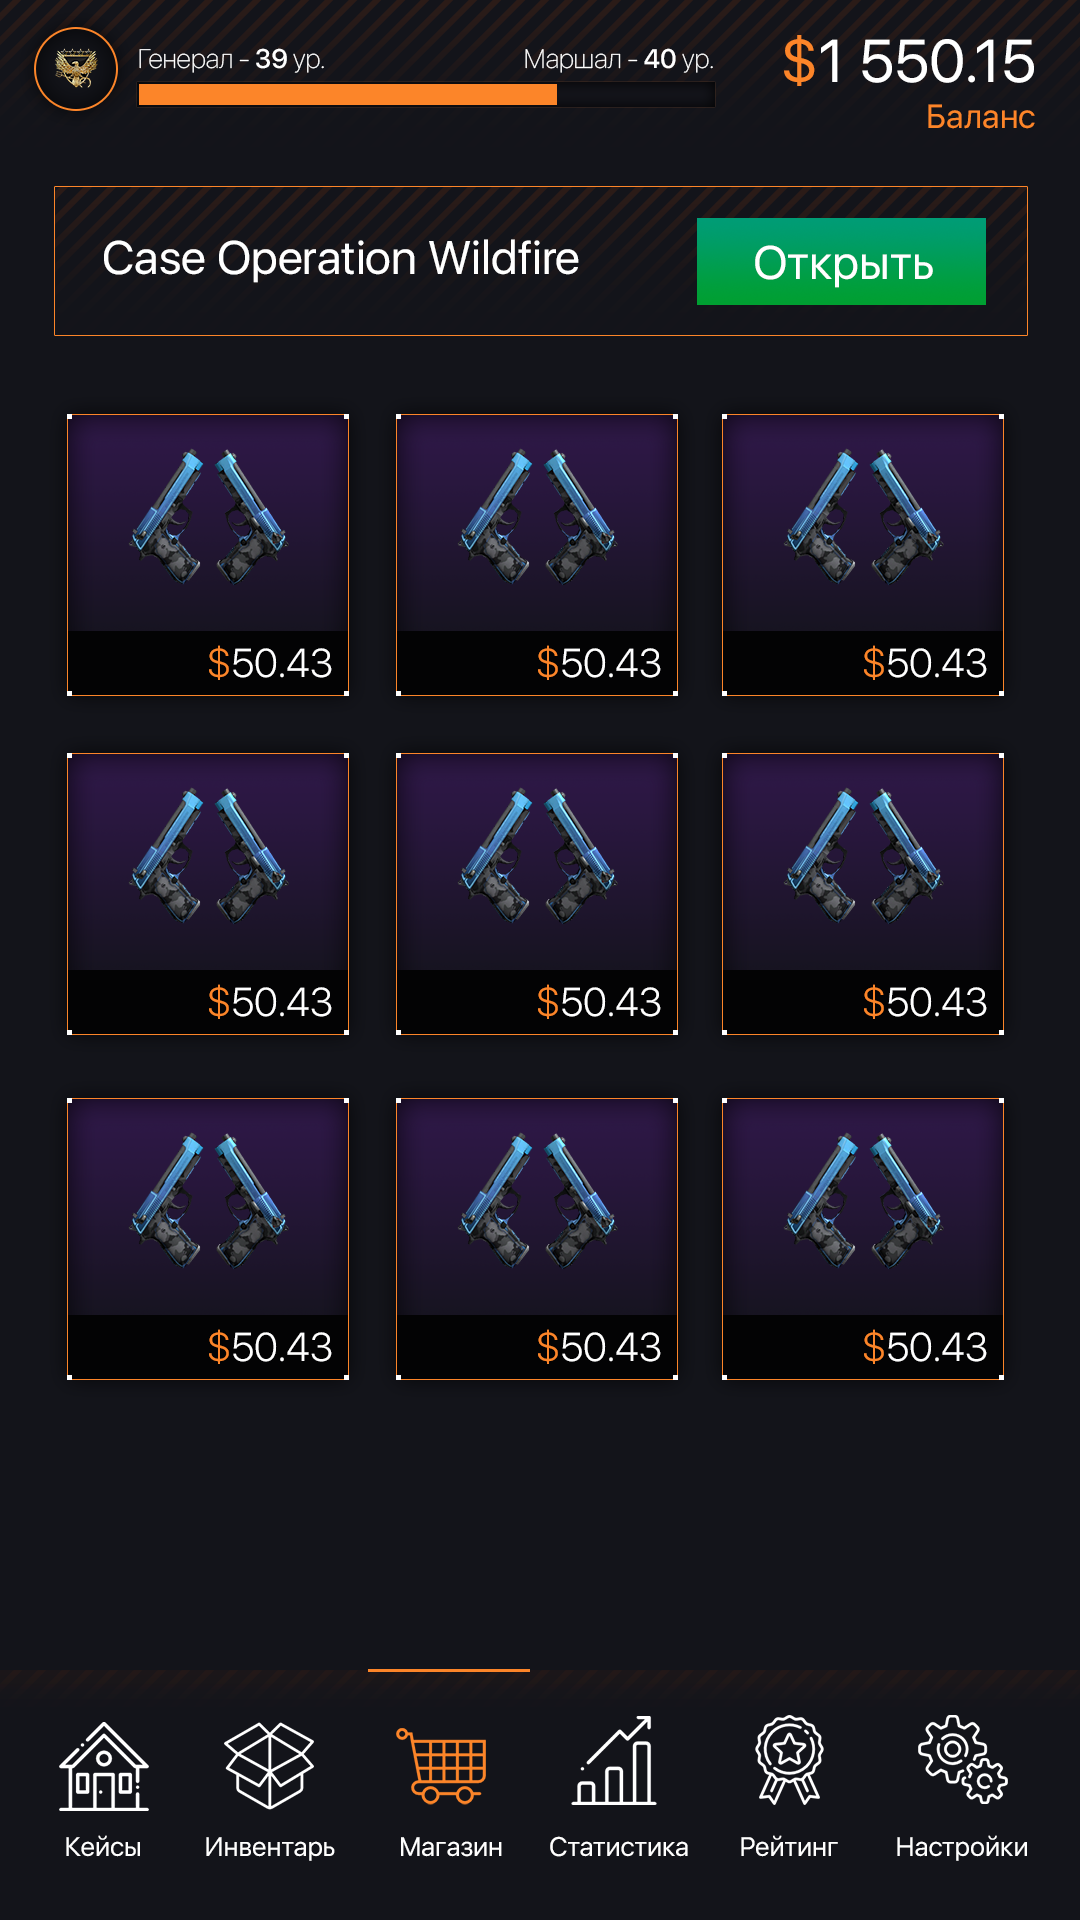 Генерал - 39 ур.
Маршал - 40 ур.
$1 550.15
Баланс
Case Operation Wildfire
Открыть
$50.43
$50.43
$50.43
$50.43
$50.43
$50.43
$50.43
$50.43
$50.43
Кейсы
Инвентарь
Магазин
Статистика
Рейтинг
Настройки